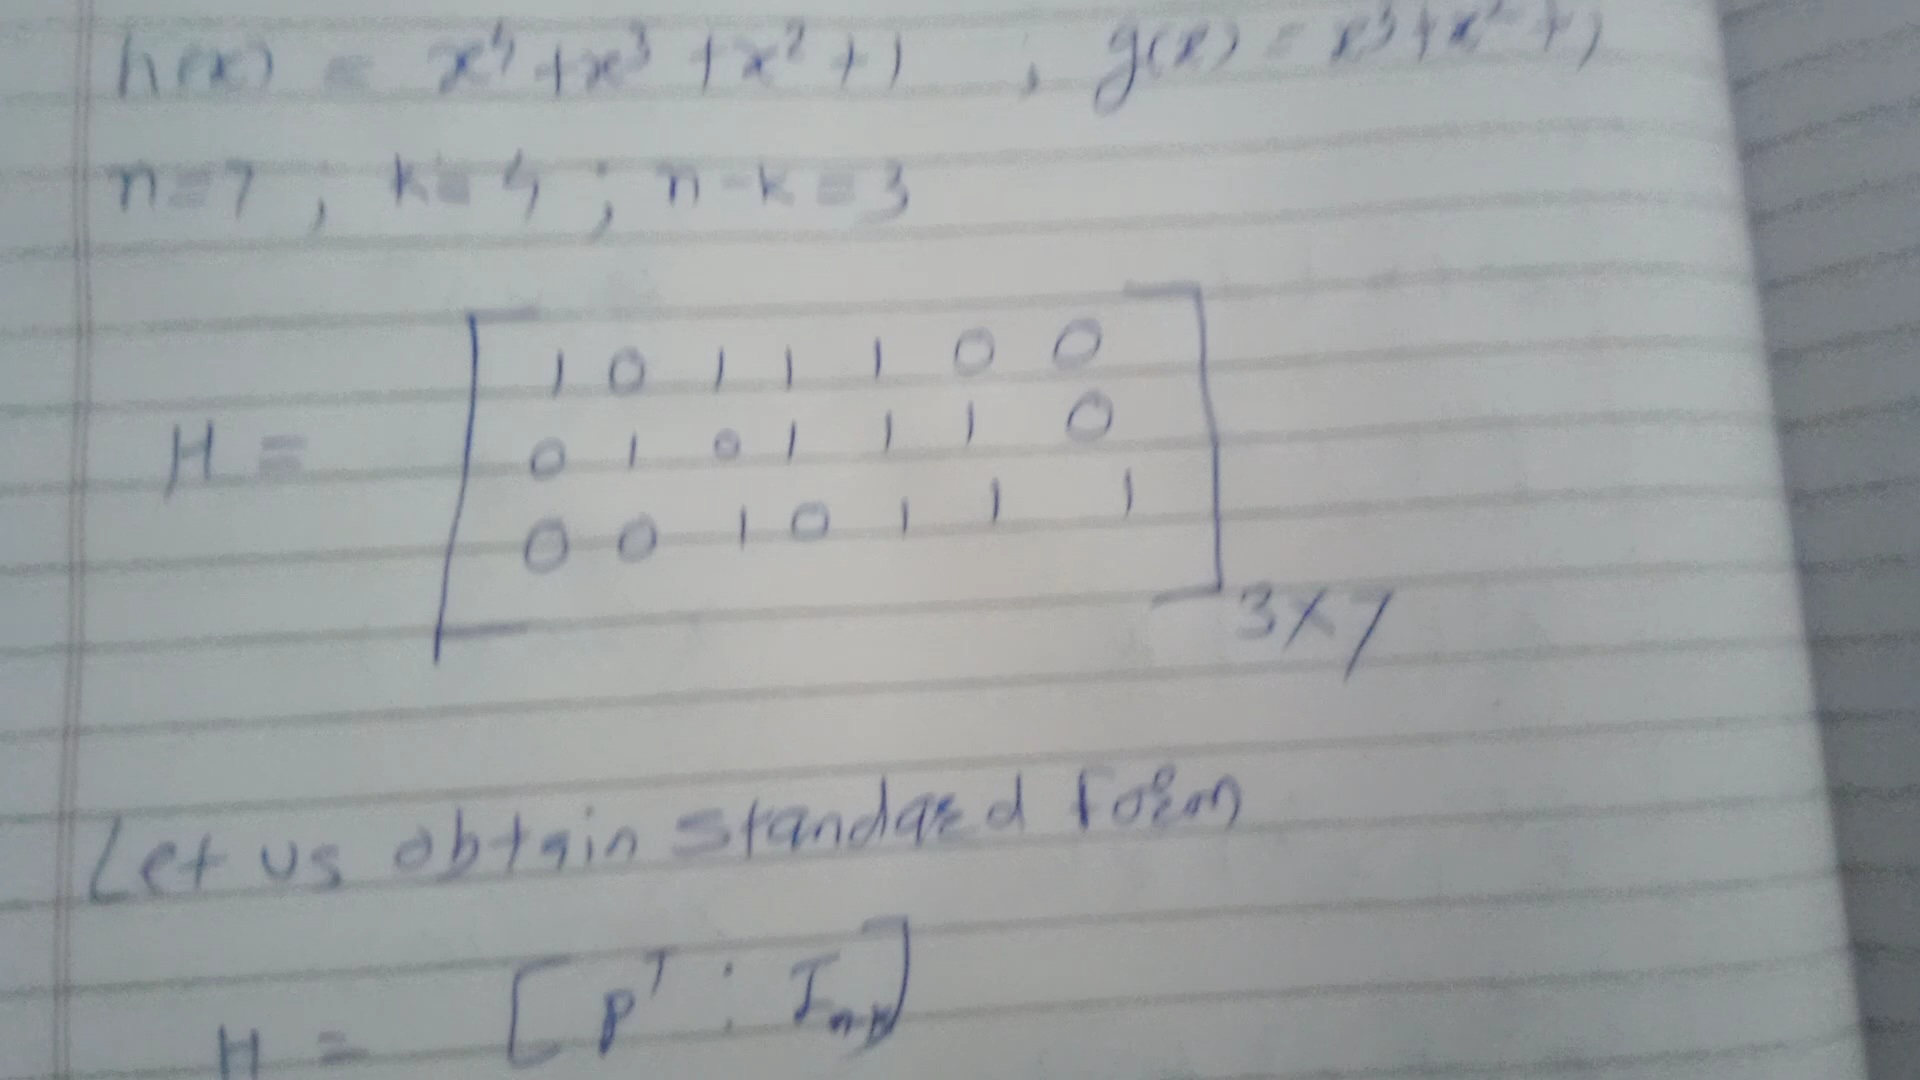 h(x) = x⁴ + x³ + x² + 1 , g(x) = x³ + x² + 1
n=7 , k=4 ; n-k=3
1 0 1 1 1 0 0
H = 0 1 0 1 1 1 0
0 0 1 0 1 1 1
3×7
Let us obtain standard form
H = [Pᵀ : Iₙ₋ₖ]